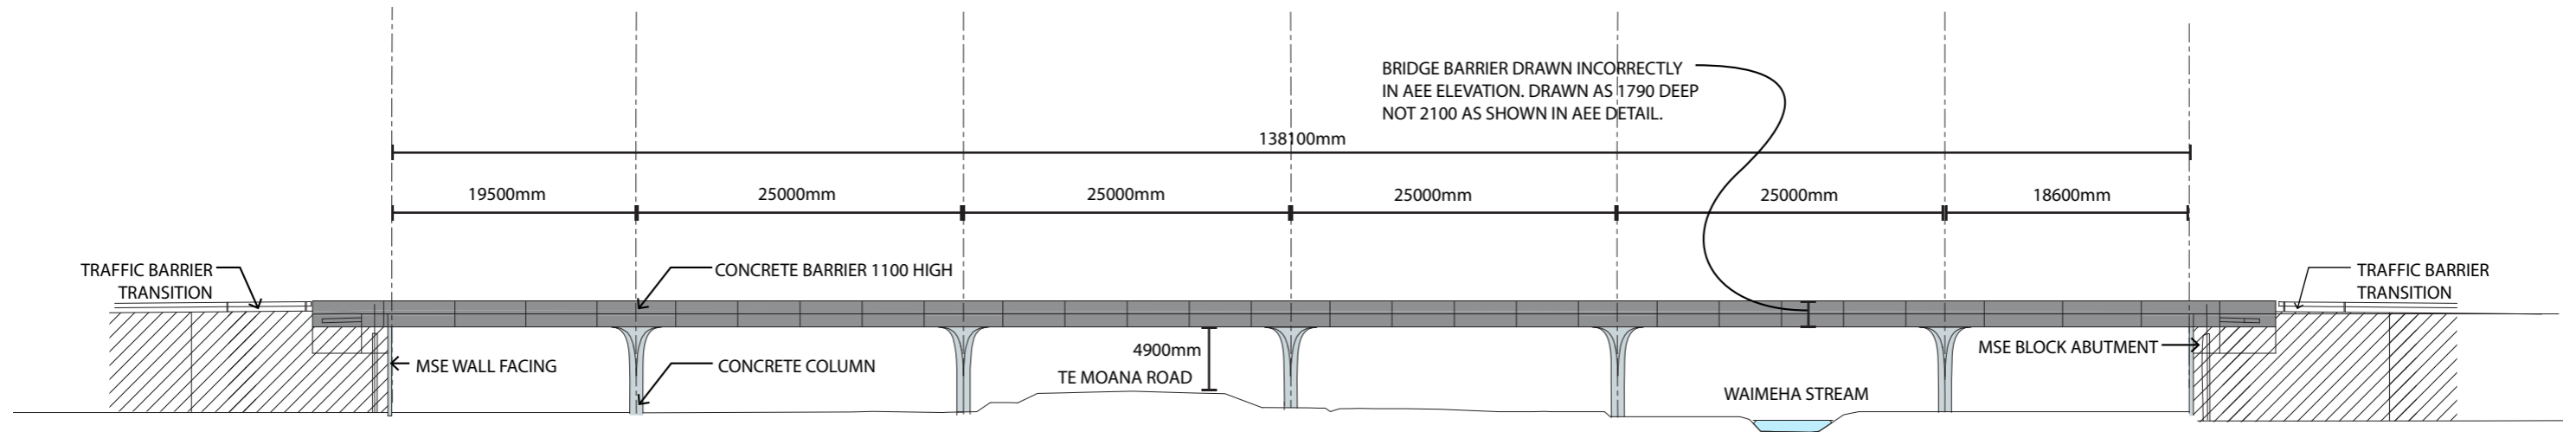 BRIDGE BARRIER DRAWN INCORRECTLY
IN AEE ELEVATION. DRAWN AS 1790 DEEP
NOT 2100 AS SHOWN IN AEE DETAIL.
138100mm
19500mm
25000mm
25000mm
25000mm
25000mm
18600mm
TRAFFIC BARRIER
TRANSITION
CONCRETE BARRIER 1100 HIGH
TRAFFIC BARRIER
TRANSITION
MSE WALL FACING
CONCRETE COLUMN
4900mm
TE MOANA ROAD
WAIMEHA STREAM
MSE BLOCK ABUTMENT